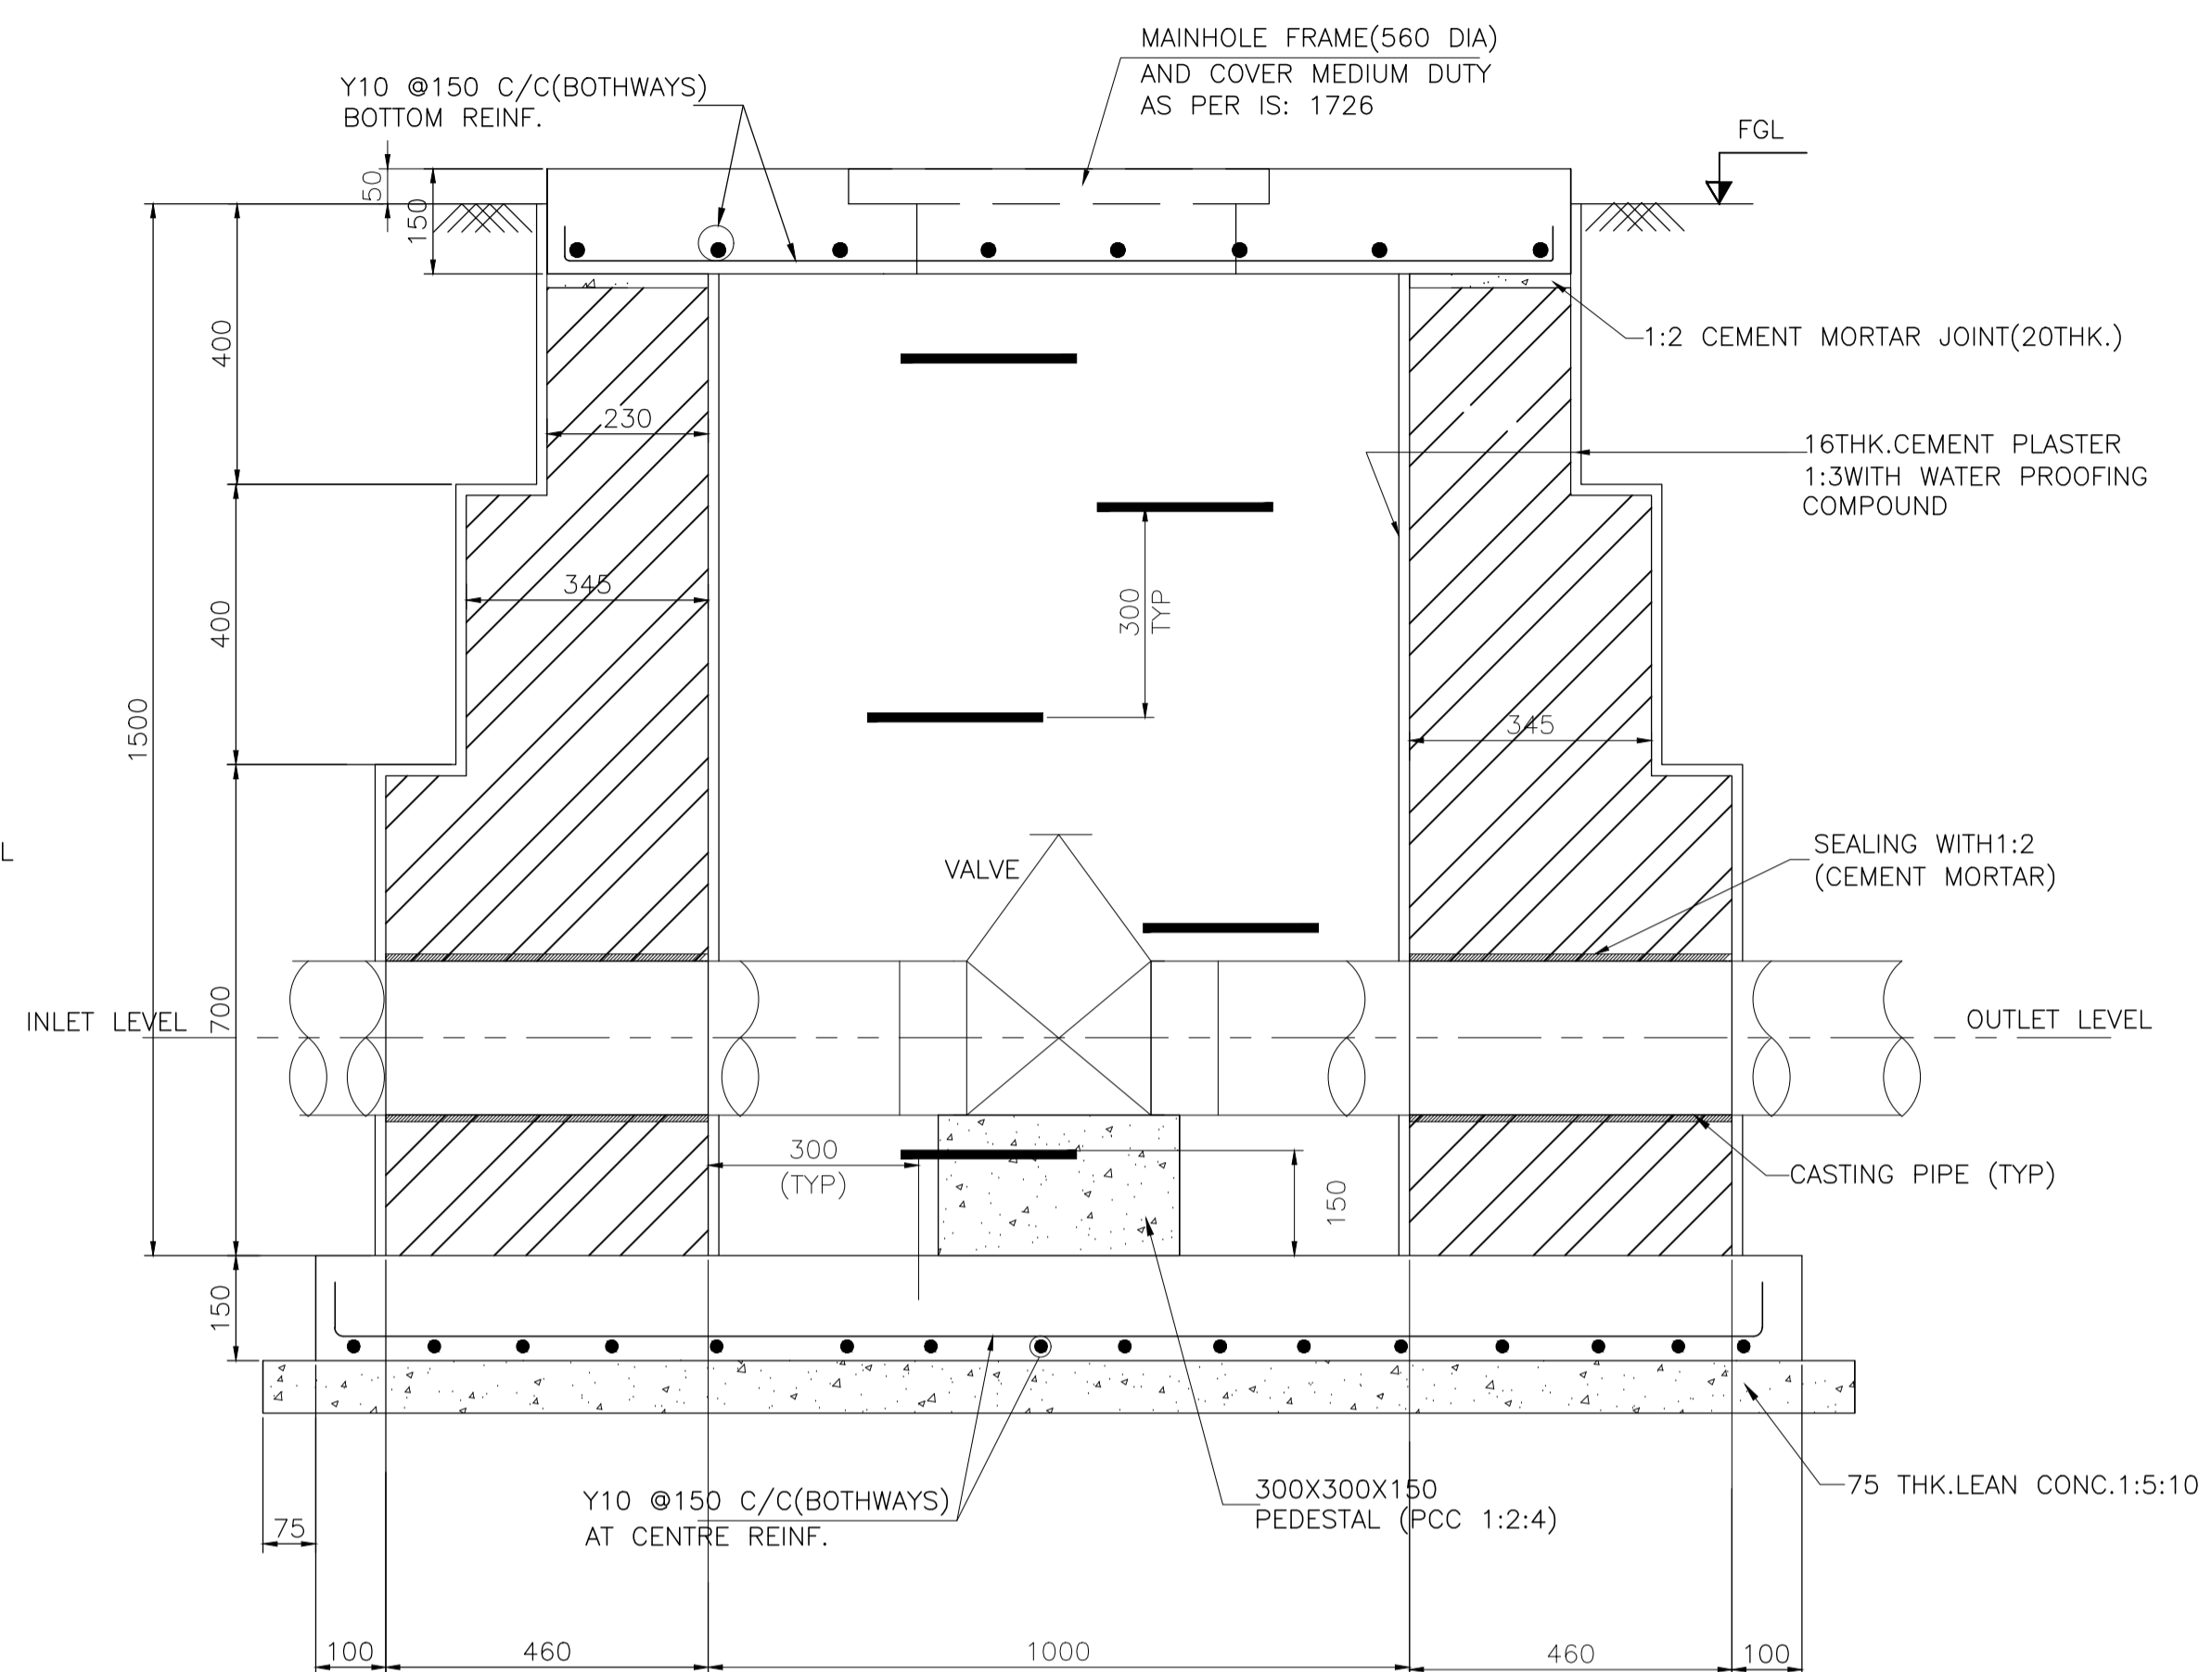 MAINHOLE FRAME(560 DIA)
AND COVER MEDIUM DUTY
AS PER IS: 1726
Y10 @150 C/C(BOTHWAYS)
BOTTOM REINF.
FGL
50
150
400
1:2 CEMENT MORTAR JOINT(20THK.)
230
16THK.CEMENT PLASTER
1:3WITH WATER PROOFING
COMPOUND
345
300
TYP
400
1500
345
L
VALVE
SEALING WITH1:2
(CEMENT MORTAR)
INLET LEVEL
700
OUTLET LEVEL
300
(TYP)
150
CASTING PIPE (TYP)
150
Y10 @150 C/C(BOTHWAYS)
AT CENTRE REINF.
300X300X150
PEDESTAL (PCC 1:2:4)
75 THK.LEAN CONC.1:5:10
75
100
460
1000
460
100